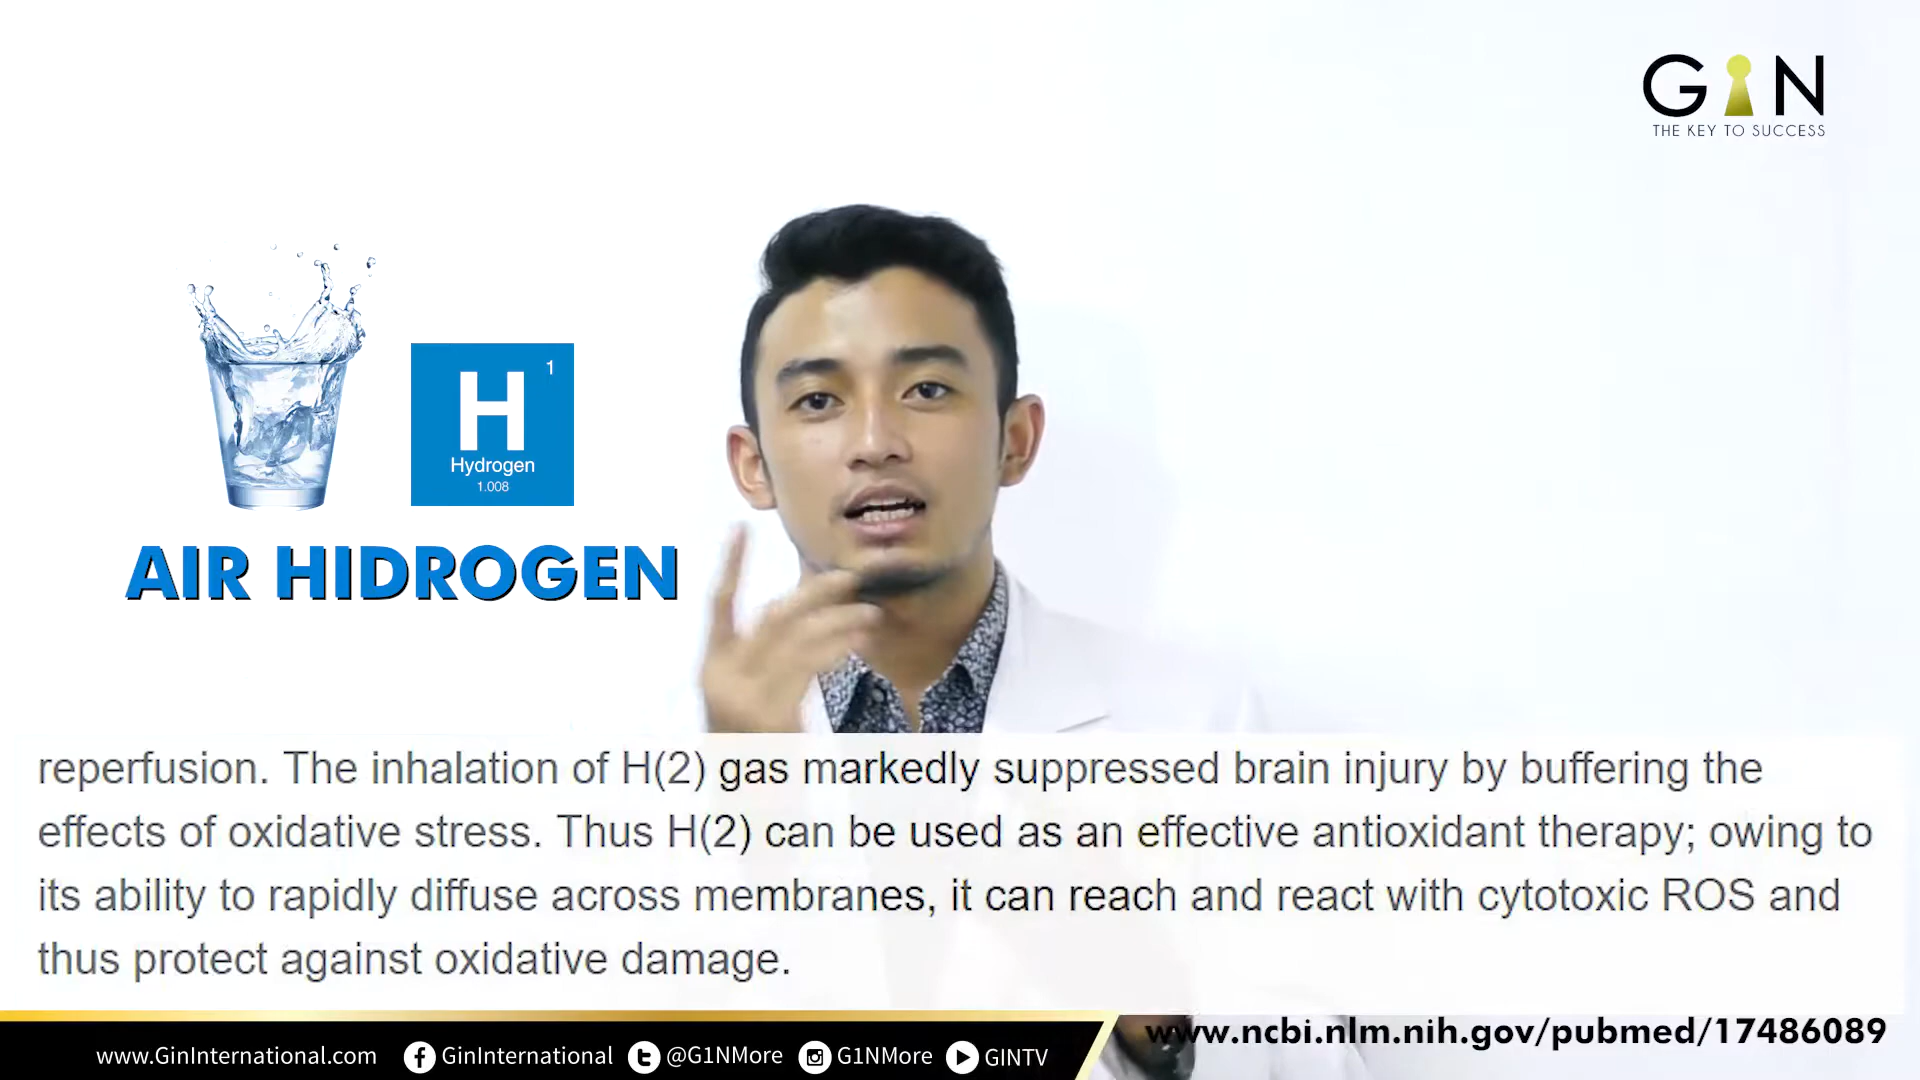 GIN
THE KEY TO SUCCESS
1
H
Hydrogen
1.008
AIR HIDROGEN
reperfusion. The inhalation of H(2) gas markedly suppressed brain injury by buffering the
effects of oxidative stress. Thus H(2) can be used as an effective antioxidant therapy; owing to
its ability to rapidly diffuse across membranes, it can reach and react with cytotoxic ROS and
thus protect against oxidative damage.
www.ncbi.nlm.nih.gov/pubmed/17486089
www.GinInternational.com GinInternational @G1NMore G1NMore GINTV